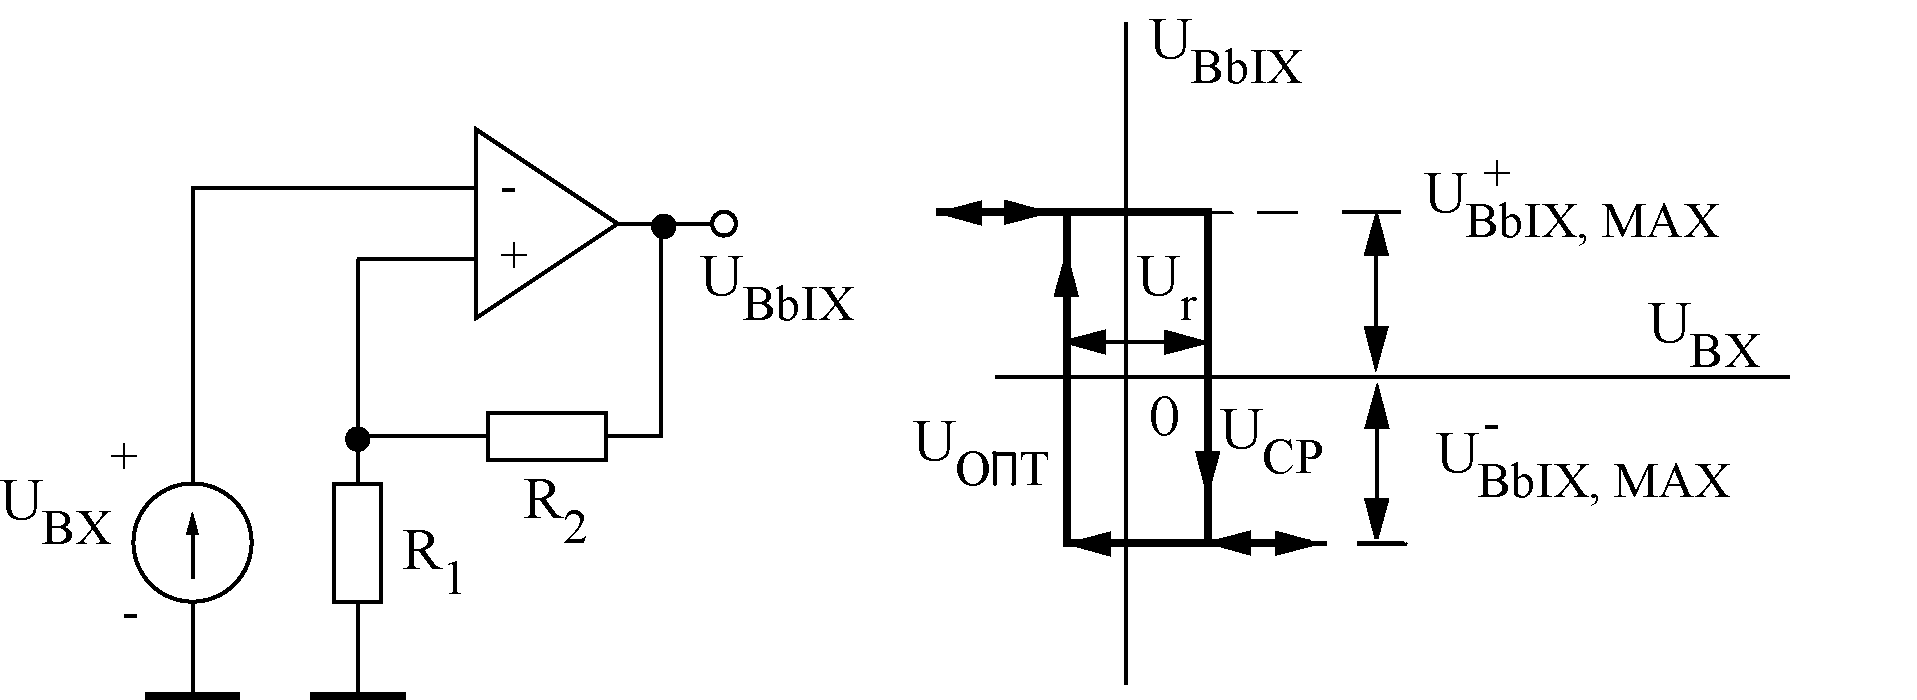 U BbIX
-
+
U BbIX
+
U BX
-
R 1
R 2
U + BbIX, MAX
U r
U BX
0
U ОПТ
U CP
U - BbIX, MAX